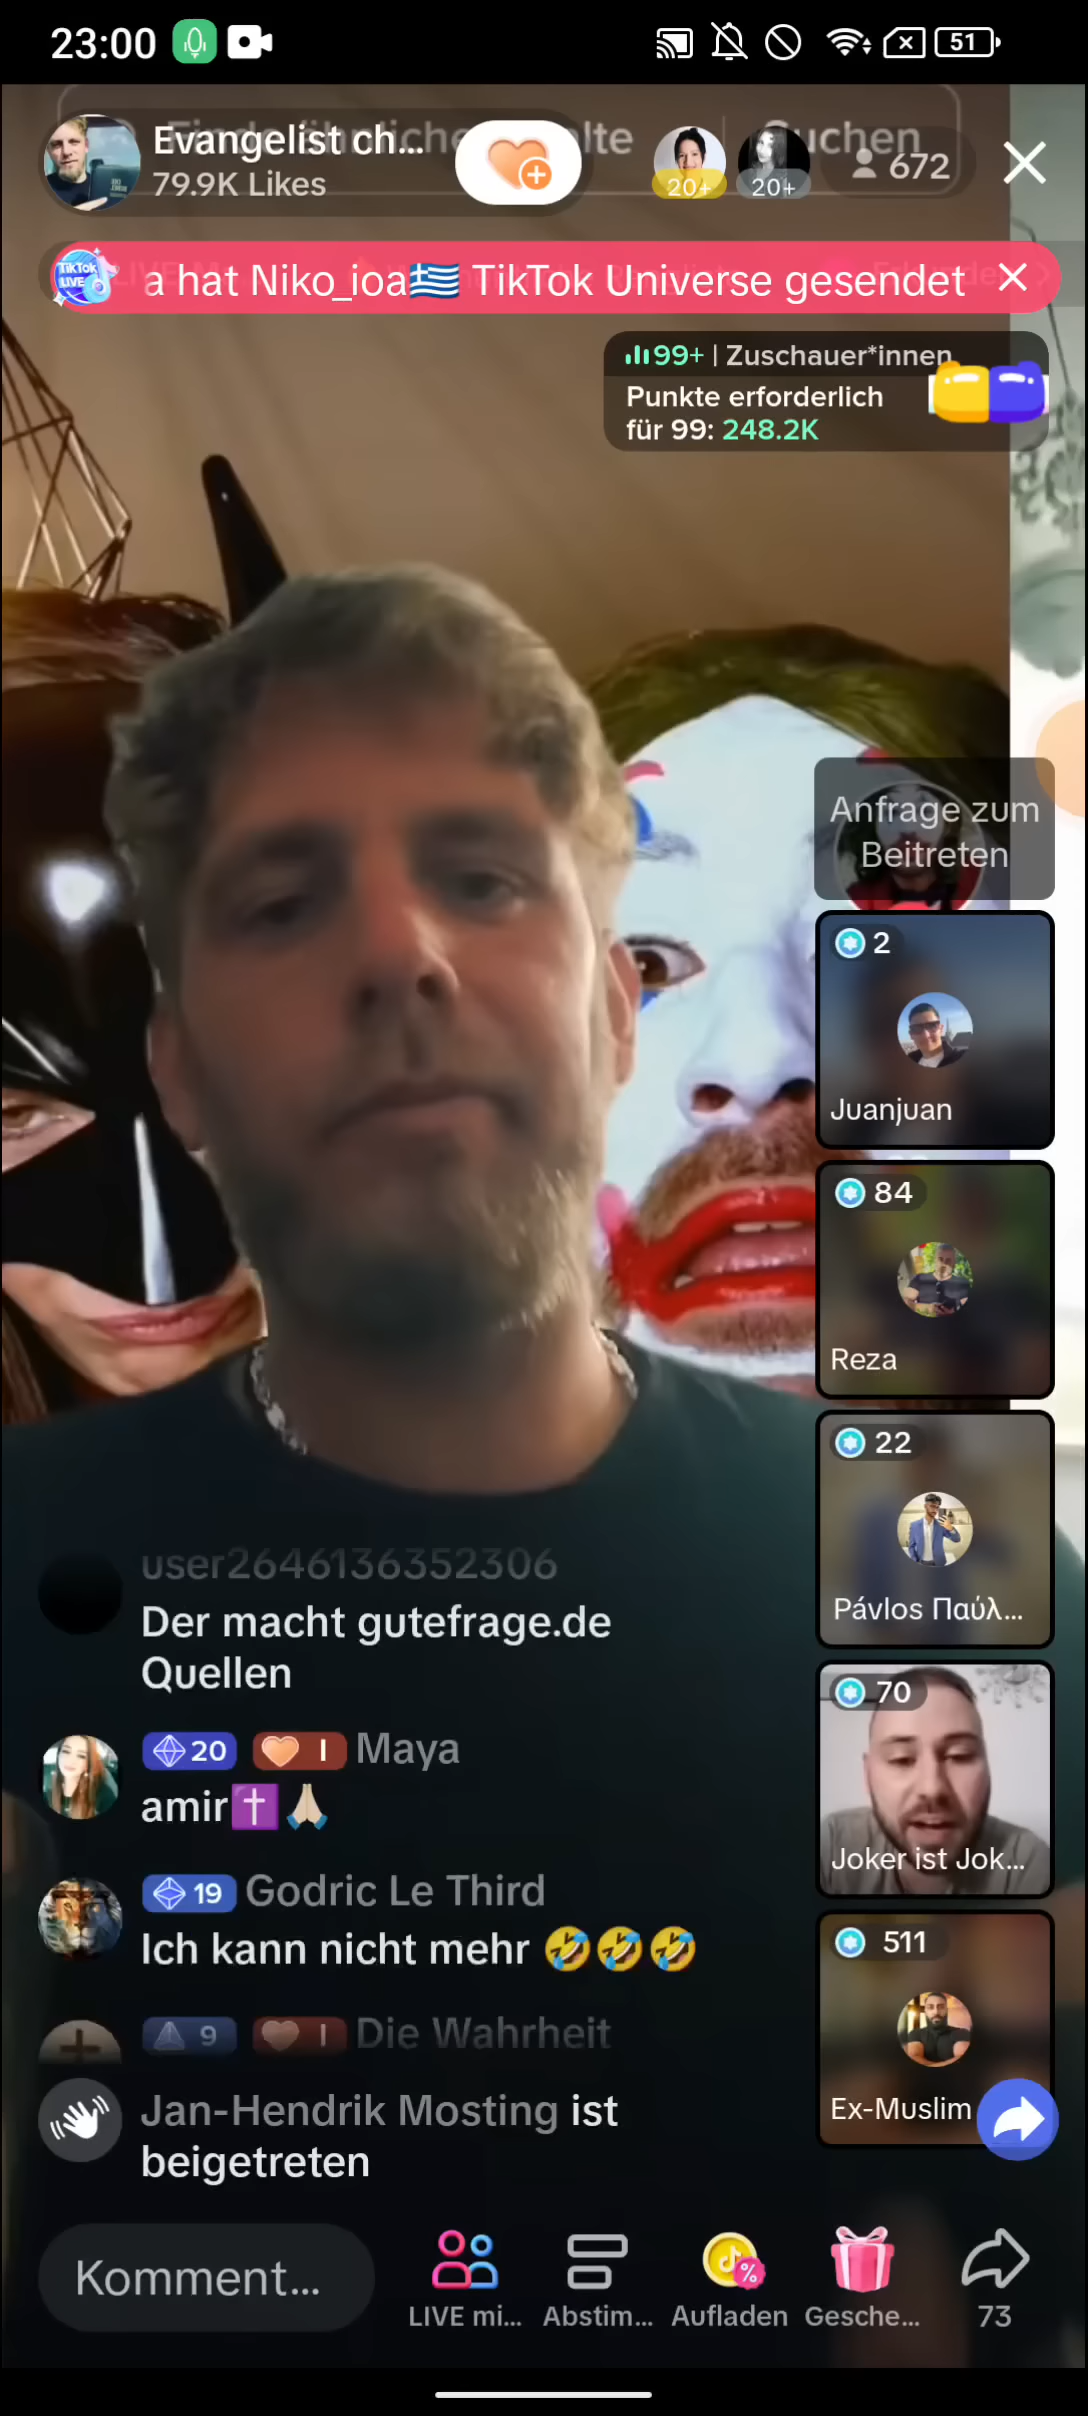 23:00
51
Evangelist ch...
79.9K Likes
20+
20+
672
Suchen
TikTok
LIVE
a hat Niko_ioa🇬🇷 TikTok Universe gesendet
99+ | Zuschauer*innen
Punkte erforderlich
für 99: 248.2K
Anfrage zum
Beitreten
2
Juanjuan
84
Reza
22
Pávlos Παύλ...
70
Joker ist Jok...
511
Ex-Muslim
user2646136352306
Der macht gutefrage.de
Quellen
20 I Maya
amir✝️🙏🏼
19 Godric Le Third
Ich kann nicht mehr 🤣🤣🤣
9 I Die Wahrheit
Jan-Hendrik Mosting ist
beigetreten
Komment...
LIVE mi...
Abstim...
Aufladen
Gesche...
73